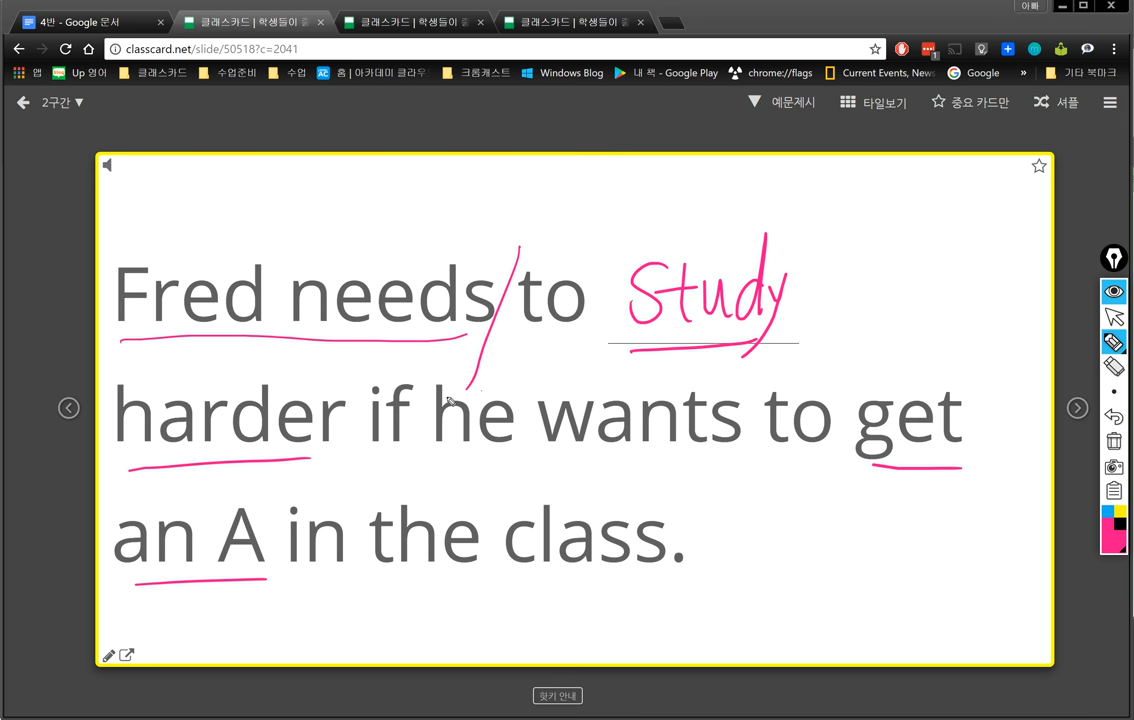 아빠
4반 - Google 문서
클래스카드 | 학생들이 즐
클래스카드 | 학생들이 즐
클래스카드 | 학생들이 즐
classcard.net/slide/50518?c=2041
앱 Up 영어 클래스카드 수업준비 수업 홈 | 아카데미 클라우 크롬캐스트 Windows Blog 내 책 - Google Play chrome://flags Current Events, News Google » 기타 북마크
2구간 ▼ 예문제시 타일보기 중요 카드만 셔플
Fred needs to Study
harder if he wants to get
an A in the class.
핫키 안내